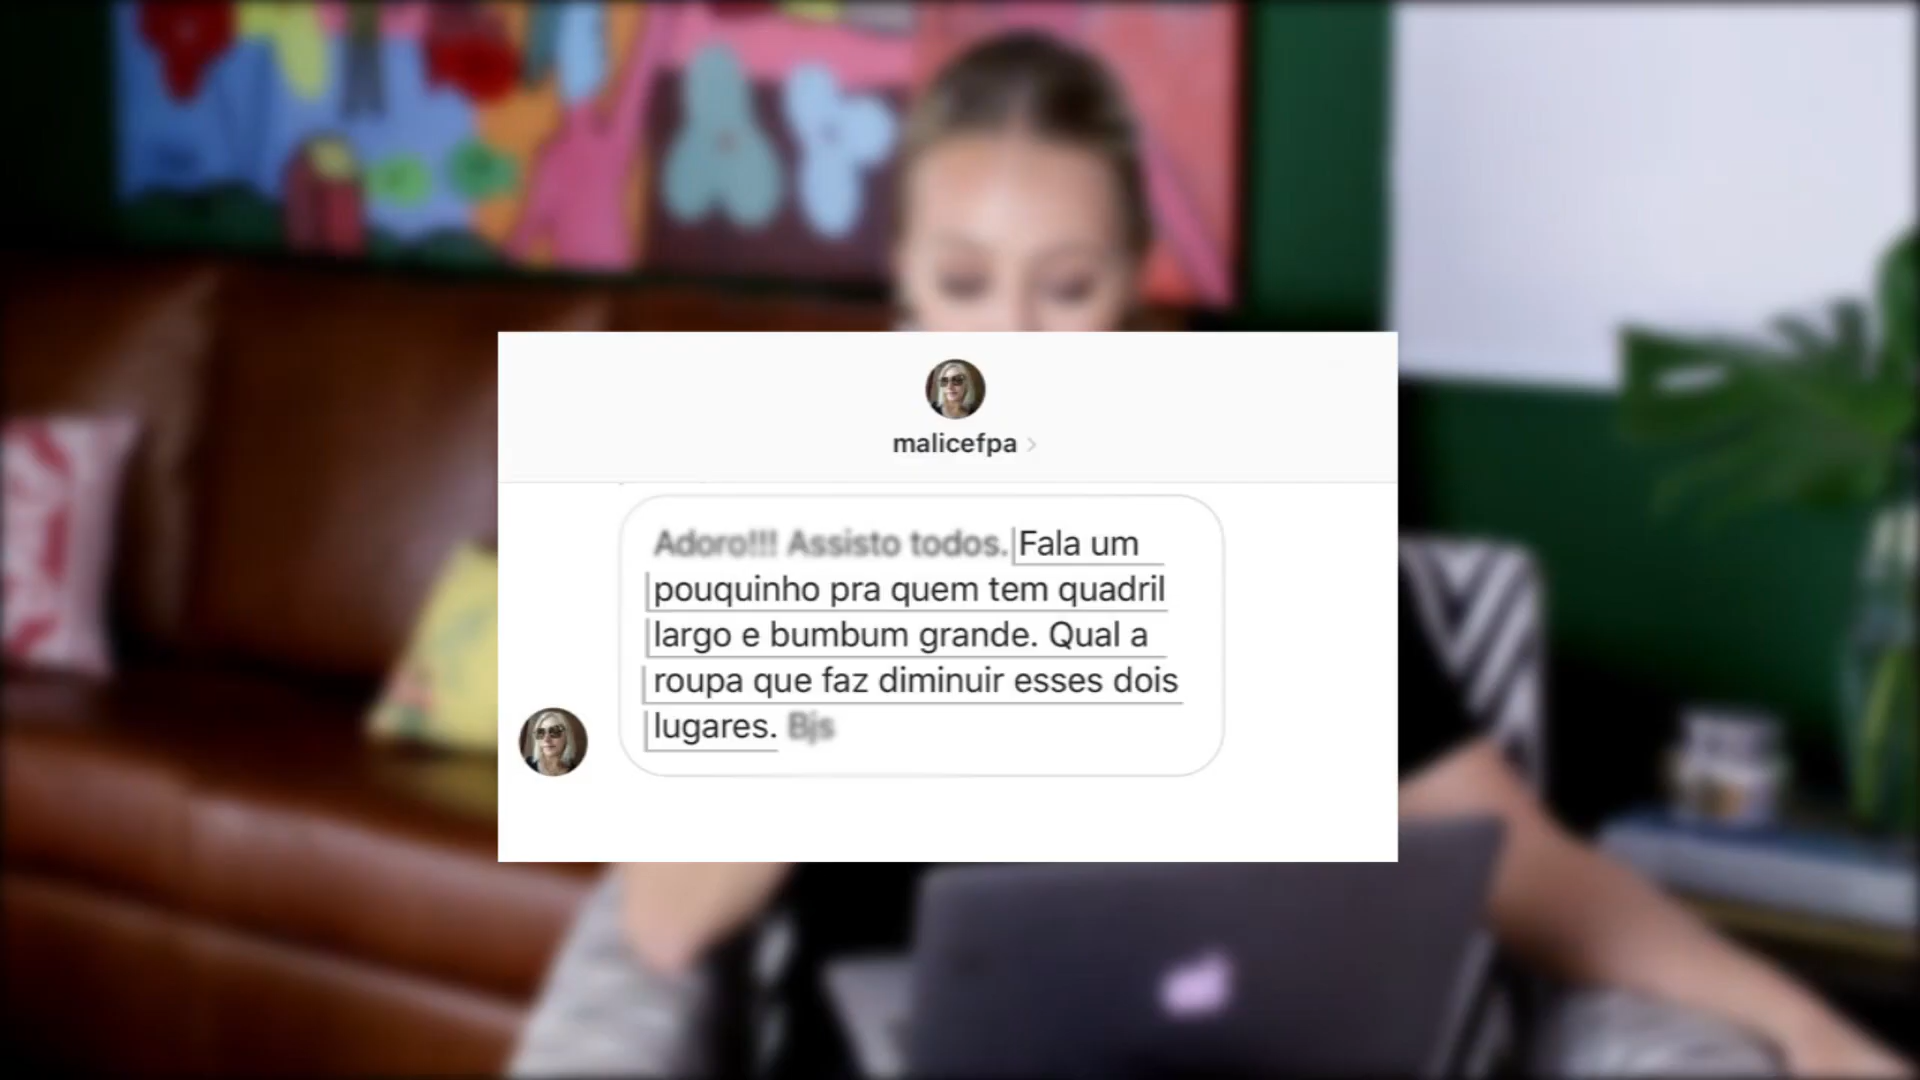 malicefpa
Adoro!!! Assisto todos. Fala um
pouquinho pra quem tem quadril
largo e bumbum grande. Qual a
roupa que faz diminuir esses dois
lugares. Bjs